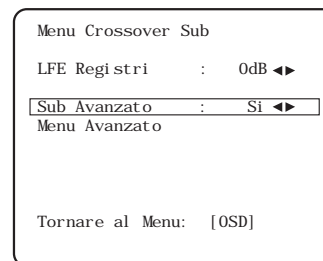 Menu Crossover Sub
LFE Registri : 0dB ◄►
Sub Avanzato : Si ◄►
Menu Avanzato
Tornare al Menu: [OSD]